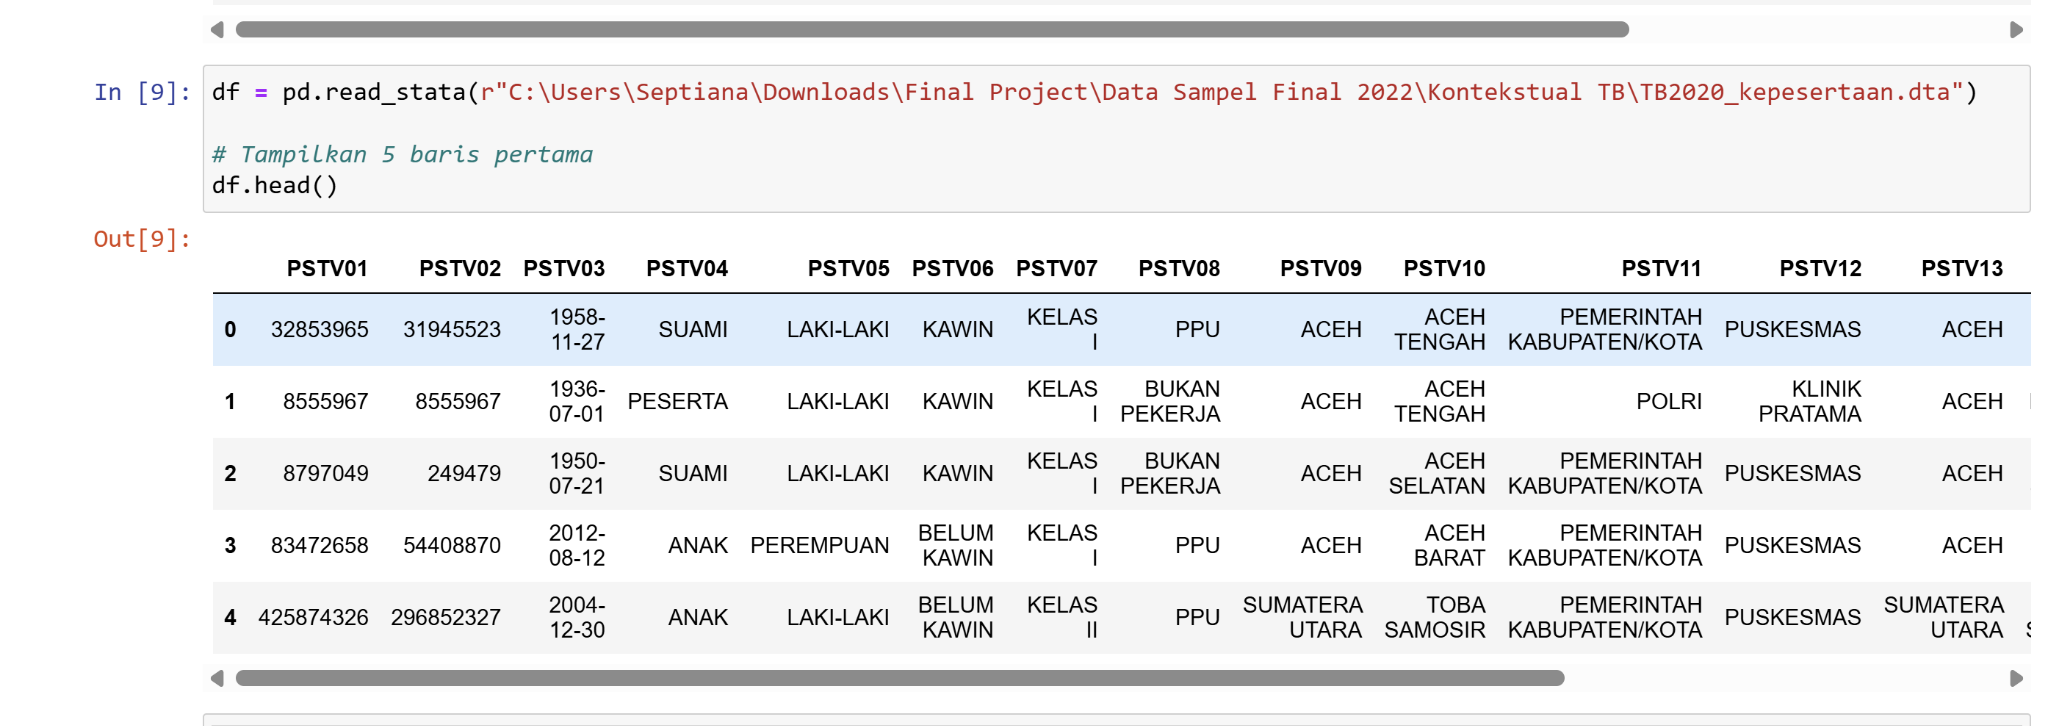 In [9]: df = pd.read_stata(r"C:\Users\Septiana\Downloads\Final Project\Data Sampel Final 2022\Kontekstual TB\TB2020_kepesertaan.dta")
# Tampilkan 5 baris pertama
df.head()
Out[9]:
PSTV01 PSTV02 PSTV03 PSTV04 PSTV05 PSTV06 PSTV07 PSTV08 PSTV09 PSTV10 PSTV11 PSTV12 PSTV13
0 32853965 31945523 1958-11-27 SUAMI LAKI-LAKI KAWIN KELAS I PPU ACEH ACEH TENGAH PEMERINTAH KABUPATEN/KOTA PUSKESMAS ACEH
1 8555967 8555967 1936-07-01 PESERTA LAKI-LAKI KAWIN KELAS I BUKAN PEKERJA ACEH ACEH TENGAH POLRI KLINIK PRATAMA ACEH
2 8797049 249479 1950-07-21 SUAMI LAKI-LAKI KAWIN KELAS I BUKAN PEKERJA ACEH ACEH SELATAN PEMERINTAH KABUPATEN/KOTA PUSKESMAS ACEH
3 83472658 54408870 2012-08-12 ANAK PEREMPUAN BELUM KAWIN KELAS I PPU ACEH ACEH BARAT PEMERINTAH KABUPATEN/KOTA PUSKESMAS ACEH
4 425874326 296852327 2004-12-30 ANAK LAKI-LAKI BELUM KAWIN KELAS II PPU SUMATERA UTARA TOBA SAMOSIR PEMERINTAH KABUPATEN/KOTA PUSKESMAS SUMATERA UTARA